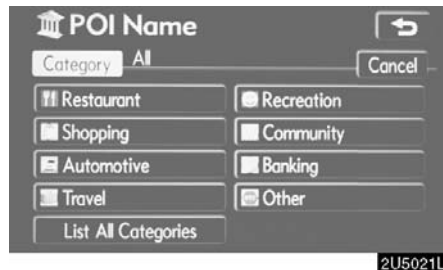 POI Name
Category All
Cancel
Restaurant
Recreation
Shopping
Community
Automotive
Banking
Travel
Other
List All Categories
2U5021L